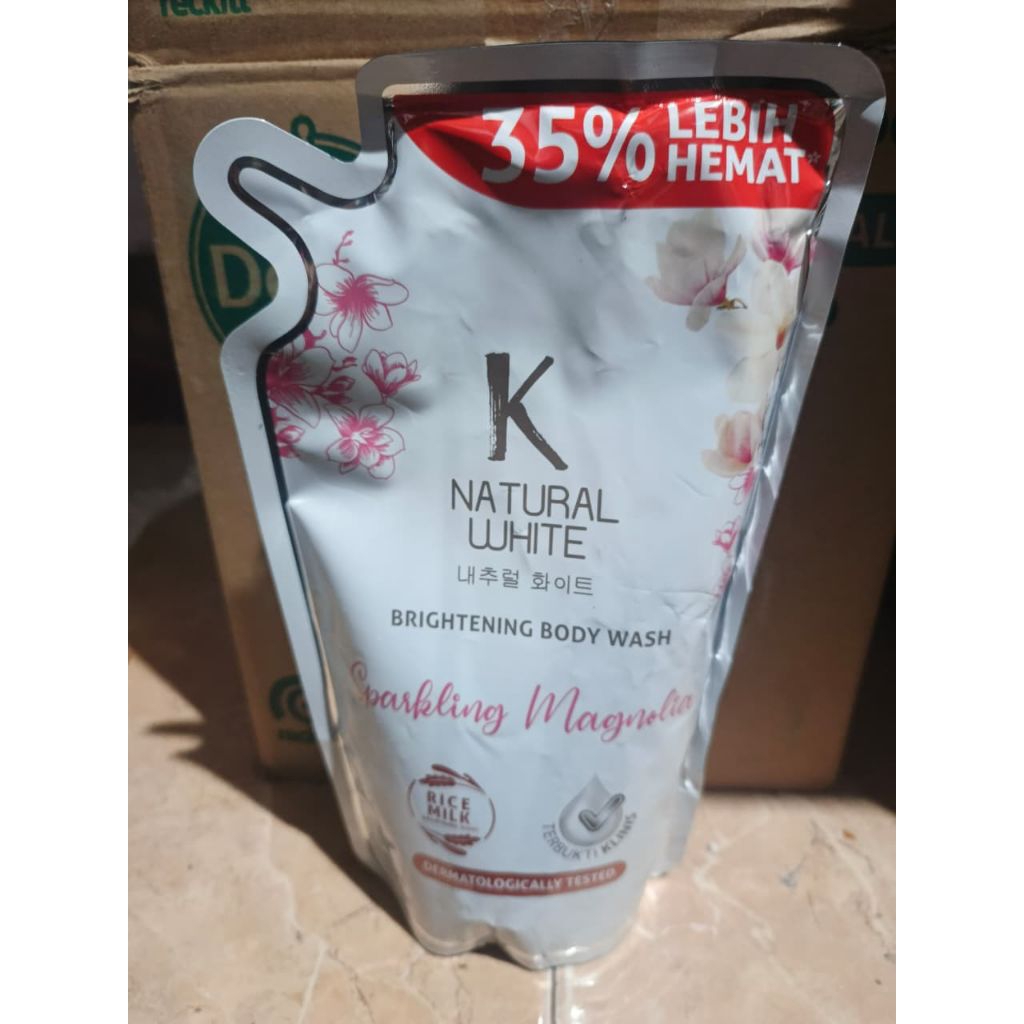 reckitt
35% LEBIH
HEMAT*
K
NATURAL
WHITE
내추럴 화이트
BRIGHTENING BODY WASH
Sparkling Magnolia
RICE
MILK
TERBUKTI KLINIS
DERMATOLOGICALLY TESTED